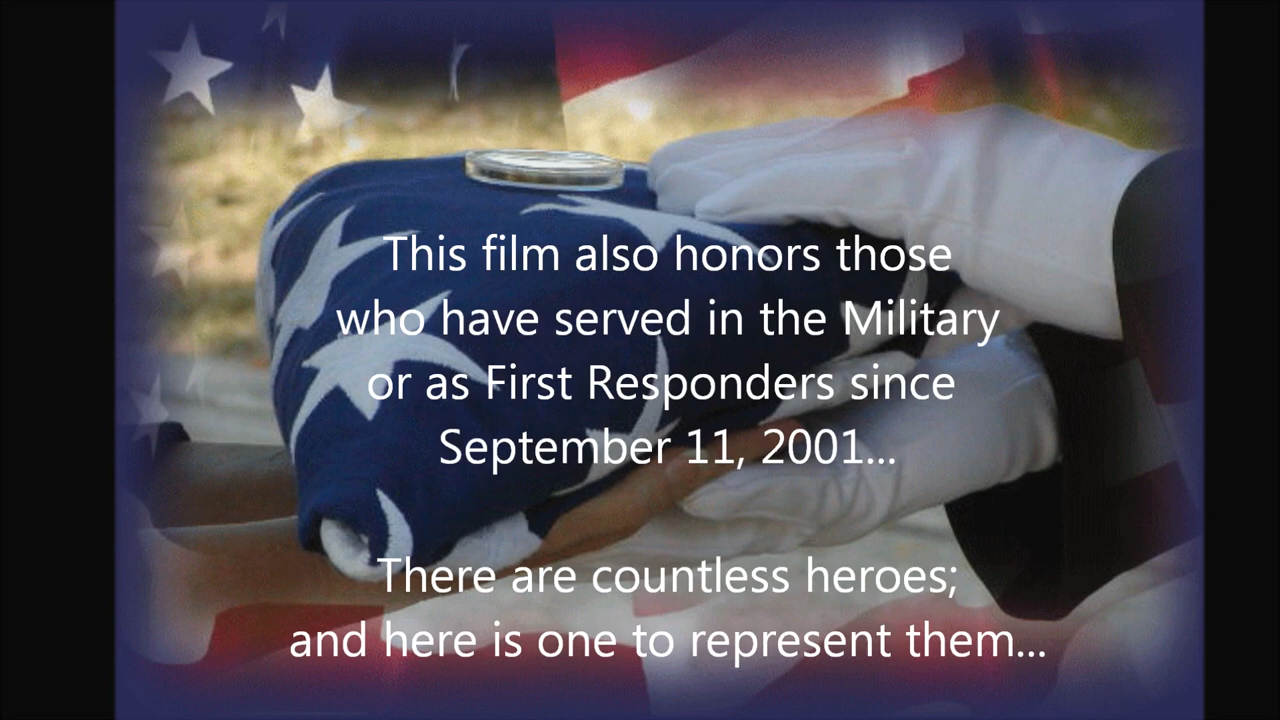 This film also honors those
who have served in the Military
or as First Responders since
September 11, 2001...
There are countless heroes;
and here is one to represent them...